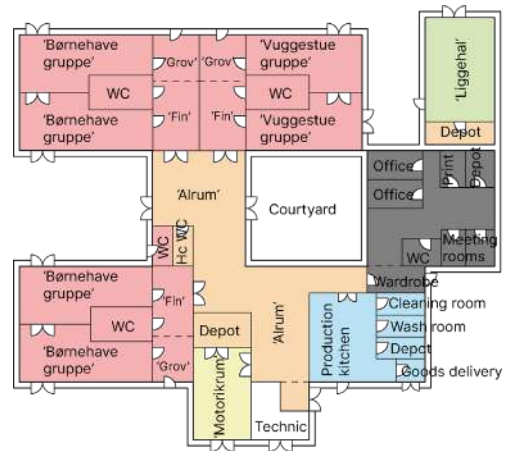 'Børnehave
gruppe'
'Grov'
'Grov'
'Vuggestue
gruppe'
WC
WC
'Børnehave
gruppe'
'Fin'
'Fin'
'Vuggestue
gruppe'
'Liggehal'
Depot
Office
Print
Depot
Office
'Alrum'
Courtyard
WC
Hc WC
WC
Meeting
rooms
Wardrobe
'Børnehave
gruppe'
'Fin'
WC
'Børnehave
gruppe'
'Grov'
Depot
'Alrum'
Production
kitchen
Cleaning room
Wash room
Depot
Goods delivery
'Motorikrum'
Technic